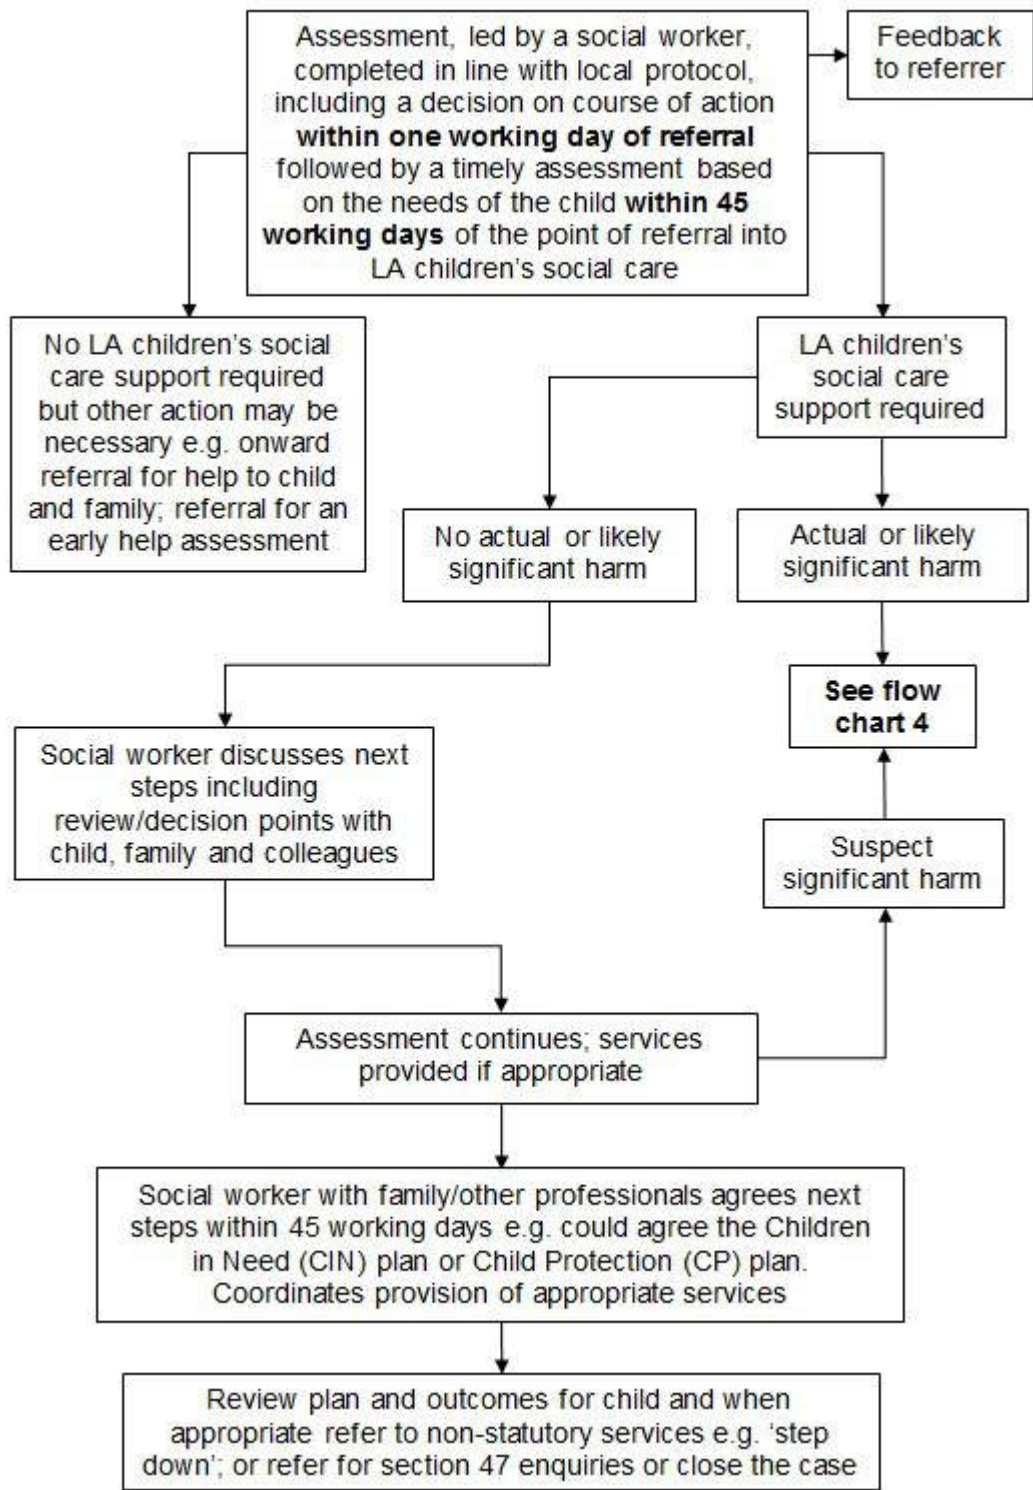 Assessment, led by a social worker,
completed in line with local protocol,
including a decision on course of action
within one working day of referral
followed by a timely assessment based
on the needs of the child within 45
working days of the point of referral into
LA children’s social care
Feedback
to referrer
No LA children’s social
care support required
but other action may be
necessary e.g. onward
referral for help to child
and family; referral for an
early help assessment
LA children’s
social care
support required
No actual or likely
significant harm
Actual or likely
significant harm
See flow
chart 4
Social worker discusses next
steps including
review/decision points with
child, family and colleagues
Suspect
significant harm
Assessment continues; services
provided if appropriate
Social worker with family/other professionals agrees next
steps within 45 working days e.g. could agree the Children
in Need (CIN) plan or Child Protection (CP) plan.
Coordinates provision of appropriate services
Review plan and outcomes for child and when
appropriate refer to non-statutory services e.g. ‘step
down’; or refer for section 47 enquiries or close the case